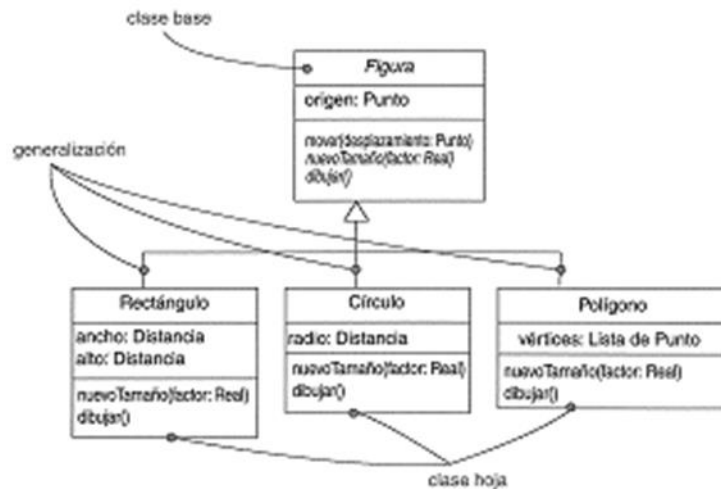 clase base
Figura
origen: Punto
mover(desplazamiento: Punto)
nuevoTamaño(factor: Real)
dibujar()
generalización
Rectángulo
ancho: Distancia
alto: Distancia
nuevoTamaño(factor: Real)
dibujar()
Círculo
radio: Distancia
nuevoTamaño(factor: Real)
dibujar()
Polígono
vértices: Lista de Punto
nuevoTamaño(factor: Real)
dibujar()
clase hoja